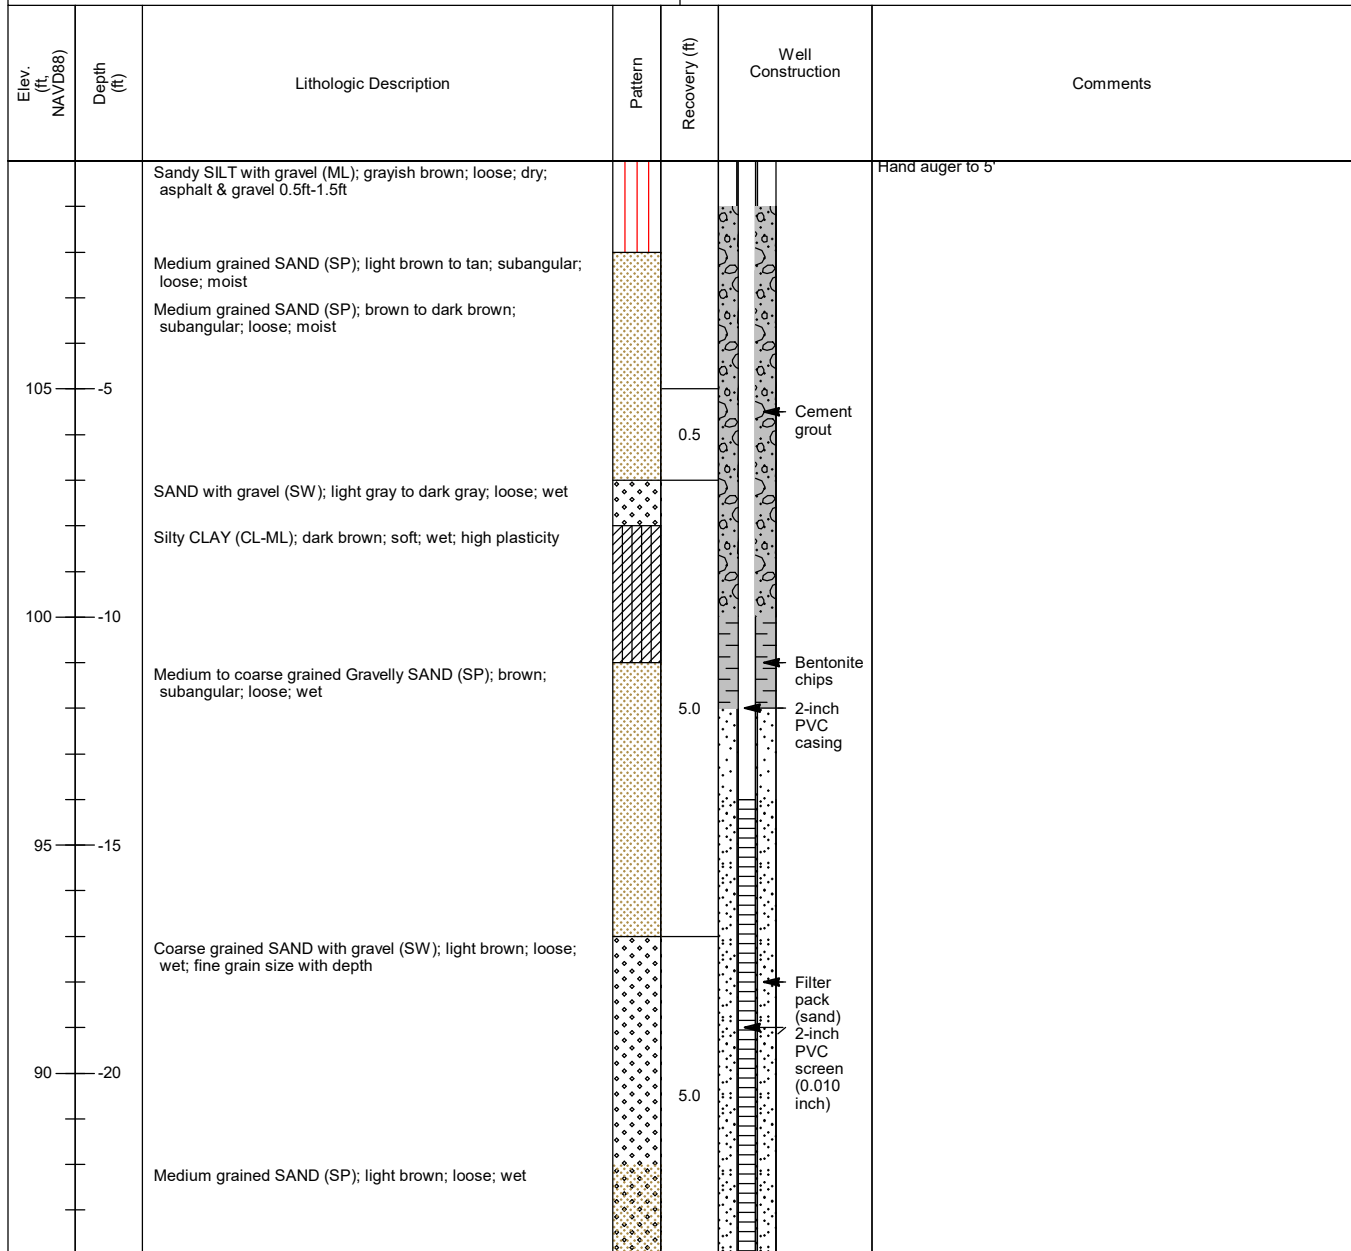 Elev.
(ft,
NAVD88)
Depth
(ft)
Lithologic Description
Pattern
Recovery (ft)
Well
Construction
Comments
Sandy SILT with gravel (ML); grayish brown; loose; dry;
asphalt & gravel 0.5ft-1.5ft
Hand auger to 5'
Medium grained SAND (SP); light brown to tan; subangular;
loose; moist
Medium grained SAND (SP); brown to dark brown;
subangular; loose; moist
105
-5
Cement
grout
0.5
SAND with gravel (SW); light gray to dark gray; loose; wet
Silty CLAY (CL-ML); dark brown; soft; wet; high plasticity
100
-10
Medium to coarse grained Gravelly SAND (SP); brown;
subangular; loose; wet
Bentonite
chips
5.0
2-inch
PVC
casing
95
-15
Coarse grained SAND with gravel (SW); light brown; loose;
wet; fine grain size with depth
Filter
pack
(sand)
2-inch
PVC
screen
(0.010
inch)
90
-20
5.0
Medium grained SAND (SP); light brown; loose; wet